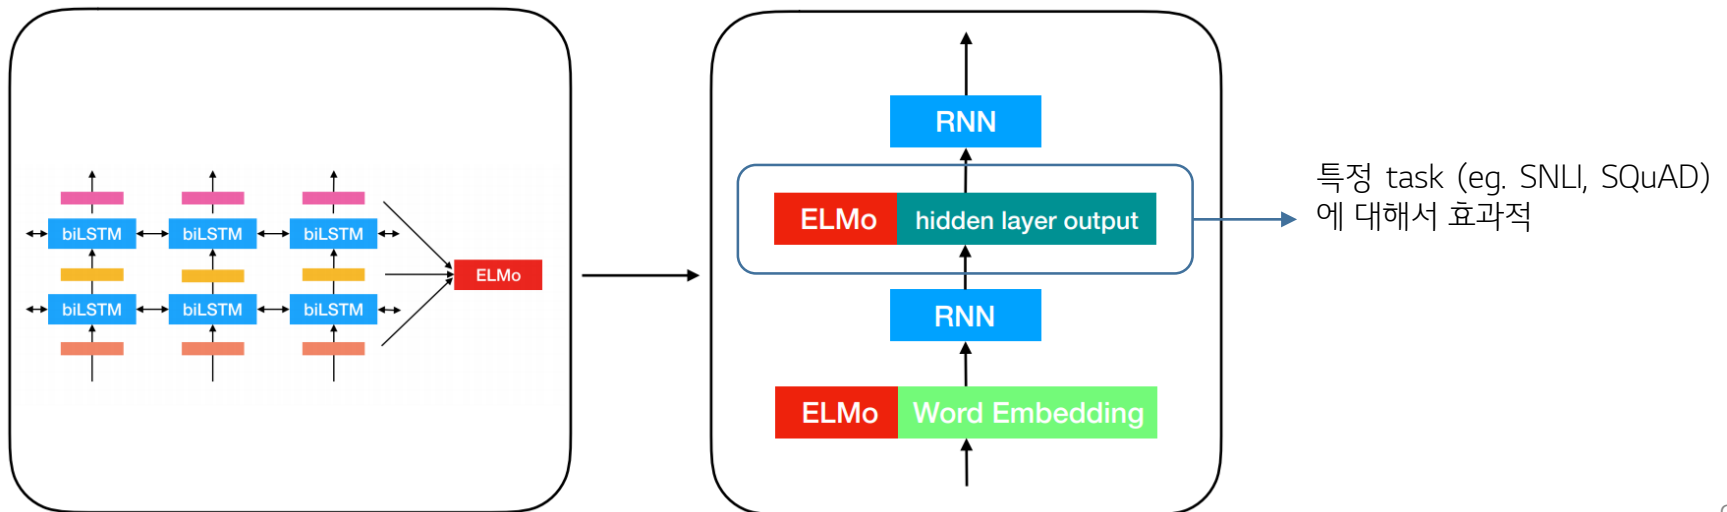 biLSTM biLSTM biLSTM
biLSTM biLSTM biLSTM
ELMo
RNN
ELMo hidden layer output
RNN
ELMo Word Embedding
특정 task (eg. SNLI, SQuAD)
에 대해서 효과적